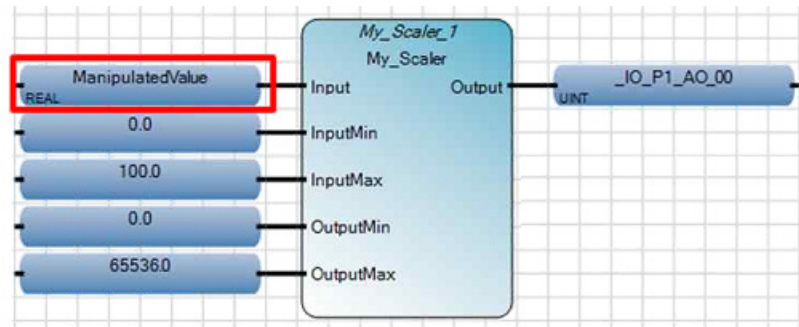 My_Scaler_1
My_Scaler
ManipulatedValue
REAL
Input
Output
_IO_P1_AO_00
UINT
0.0
InputMin
100.0
InputMax
0.0
OutputMin
65536.0
OutputMax